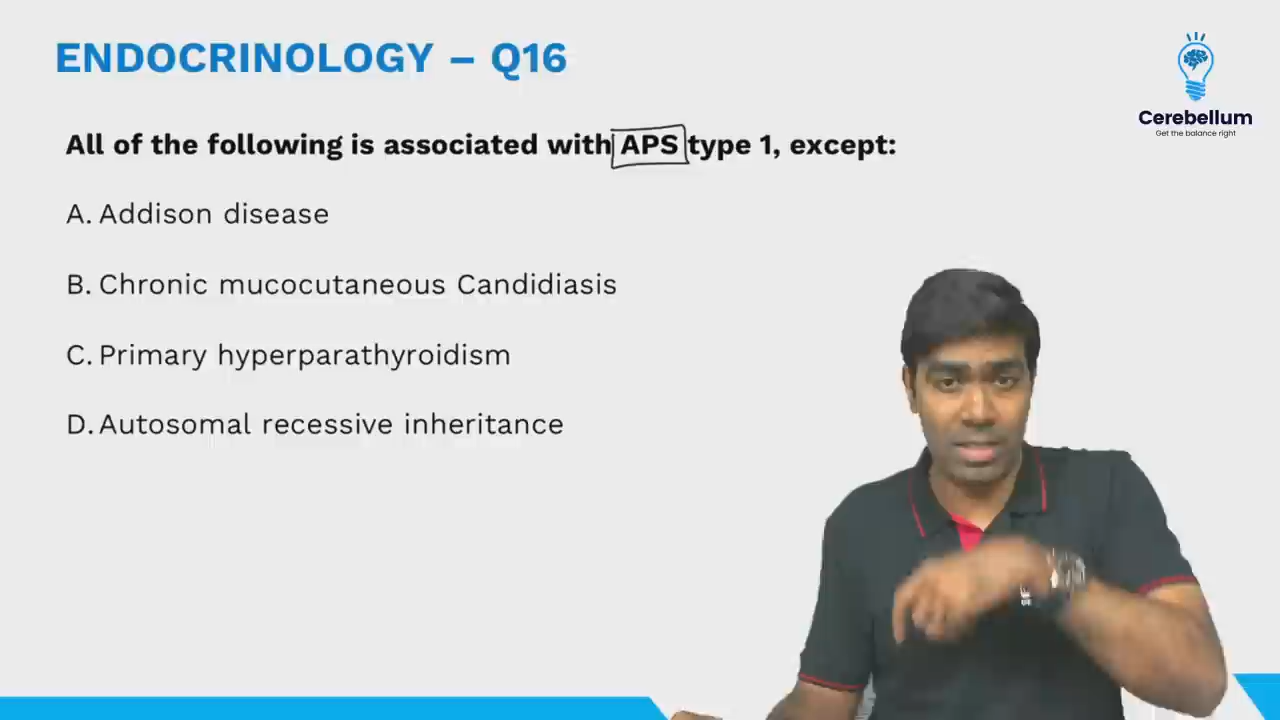 ENDOCRINOLOGY – Q16
Cerebellum
Get the balance right
All of the following is associated with APS type 1, except:
A. Addison disease
B. Chronic mucocutaneous Candidiasis
C. Primary hyperparathyroidism
D. Autosomal recessive inheritance